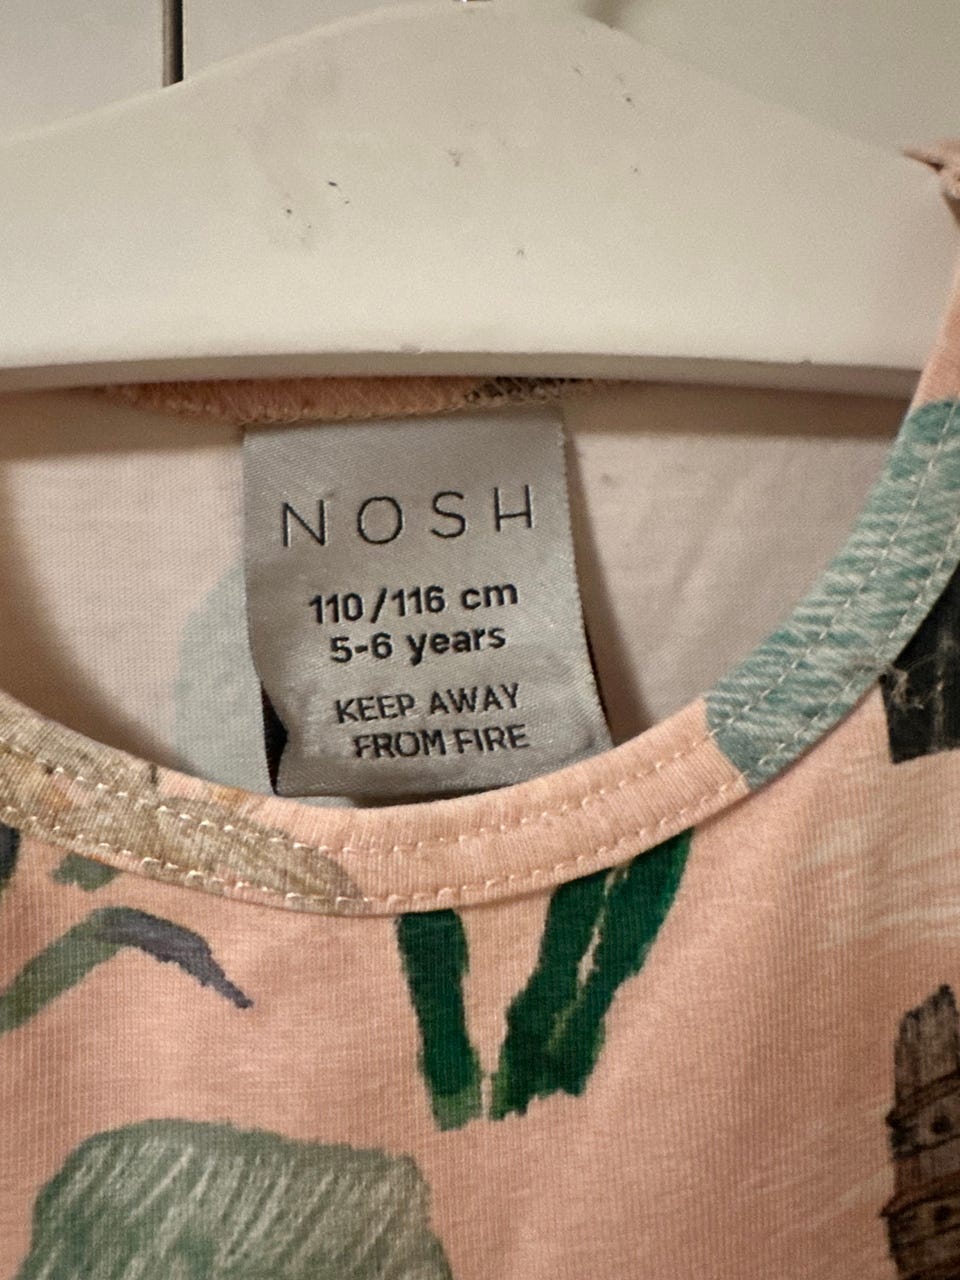 NOSH
110/116 cm
5-6 years
KEEP AWAY
FROM FIRE